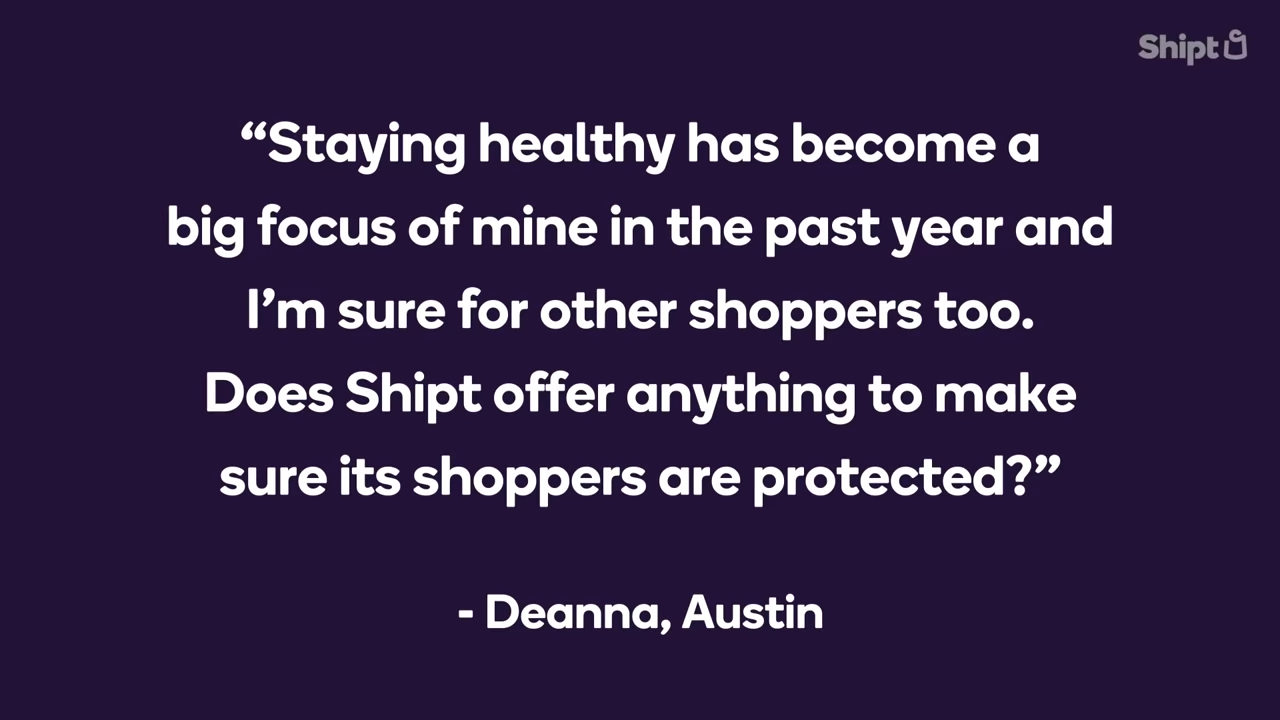 Shipt
“Staying healthy has become a
big focus of mine in the past year and
I’m sure for other shoppers too.
Does Shipt offer anything to make
sure its shoppers are protected?”
- Deanna, Austin